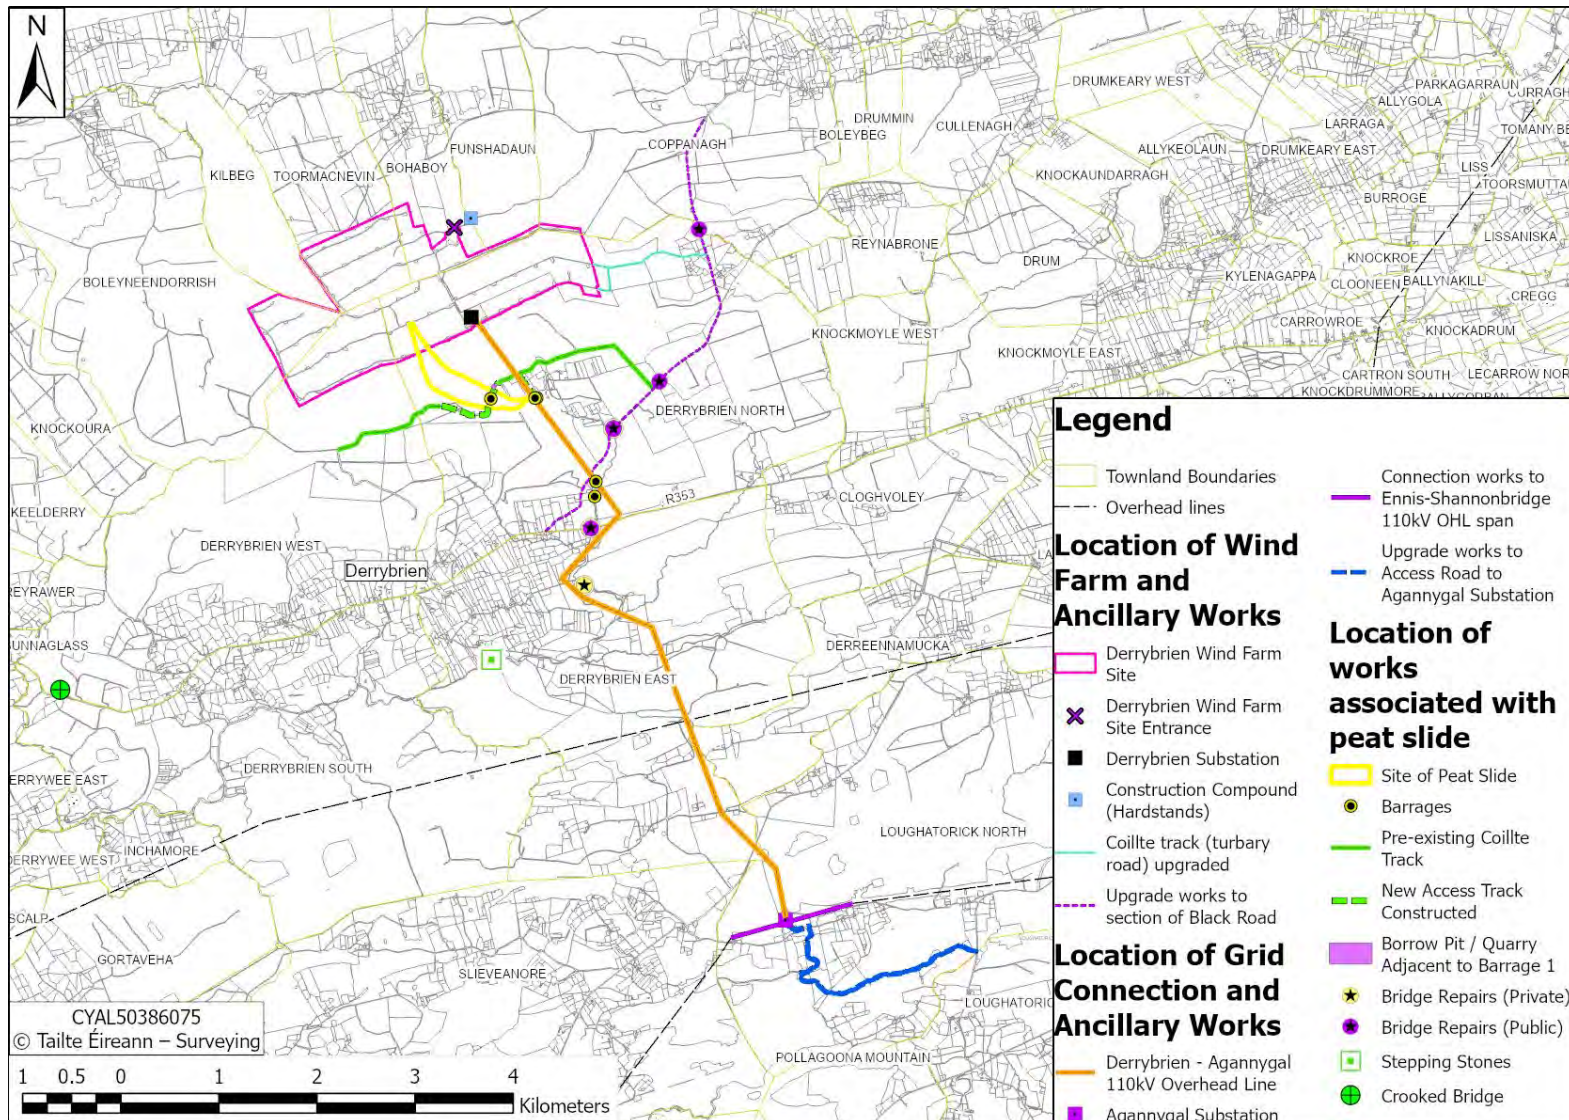 N
DRUMKEARY WEST
PARKAGARRAUN
CURRAGH
ALLYGOLA
DRUMMIN
BOLEYBEG
CULLENAGH
LARRAGA
TOMANY BE
FUNSHADAUN
COPPANAGH
BOHABOY
ALLYKEOLAUN
DRUMKEARY EAST
KILBEG
TOORMACNEVIN
KNOCKAUNDARRAGH
LISS
TOORSMUTTA
BURROGE
REYNABRONE
LISSANISKA
DRUM
KNOCKROE
BOLEYNEENDORRISH
KYLENAGAPPA
CLOONEEN
BALLYNAKILL
CREGG
CARROWROE
KNOCKADRUM
KNOCKMOYLE WEST
KNOCKMOYLE EAST
CARTRON SOUTH
LECARROW NOR
KNOCKDRUMMORE
DERRYBRIEN NORTH
KNOCKOURA
R353
CLOGHVOLEY
KEELDERRY
DERRYBRIEN WEST
Derrybrien
REYRAWER
SUNNAGLASS
DERREENNAMUCKA
DERRYBRIEN EAST
DERRYBRIEN SOUTH
ERRYWEE EAST
LOUGHATORICK NORTH
INCHAMORE
DERRYWEE WEST
SCALP
GORTAVEHA
SLIEVEANORE
LOUGHATORIC
POLLAGOONA MOUNTAIN
CYAL50386075
© Tailte Éireann – Surveying
1 0.5 0 1 2 3 4
Kilometers
Legend
Townland Boundaries
Overhead lines
Location of Wind
Farm and
Ancillary Works
Derrybrien Wind Farm
Site
Derrybrien Wind Farm
Site Entrance
Derrybrien Substation
Construction Compound
(Hardstands)
Coillte track (turbary
road) upgraded
Upgrade works to
section of Black Road
Location of Grid
Connection and
Ancillary Works
Derrybrien - Agannygal
110kV Overhead Line
Agannygal Substation
Connection works to
Ennis-Shannonbridge
110kV OHL span
Upgrade works to
Access Road to
Agannygal Substation
Location of
works
associated with
peat slide
Site of Peat Slide
Barrages
Pre-existing Coillte
Track
New Access Track
Constructed
Borrow Pit / Quarry
Adjacent to Barrage 1
Bridge Repairs (Private)
Bridge Repairs (Public)
Stepping Stones
Crooked Bridge